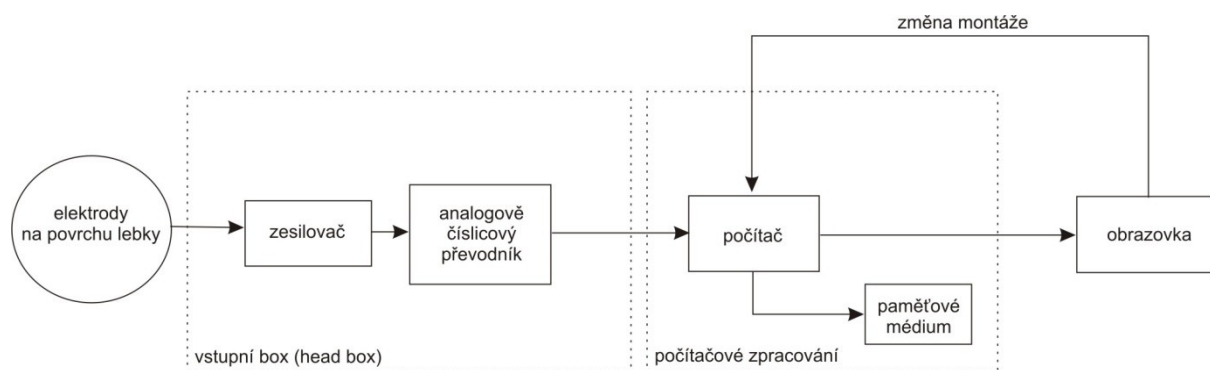 změna montáže
elektrody
na povrchu lebky
zesilovač
analogově
číslicový
převodník
počítač
obrazovka
paměťové
médium
vstupní box (head box)
počítačové zpracování